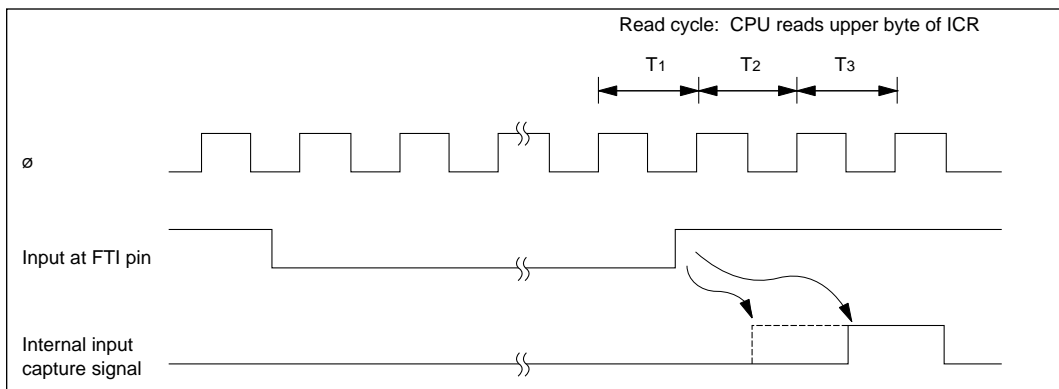 Read cycle: CPU reads upper byte of ICR
T1 T2 T3
ø
Input at FTI pin
Internal input
capture signal